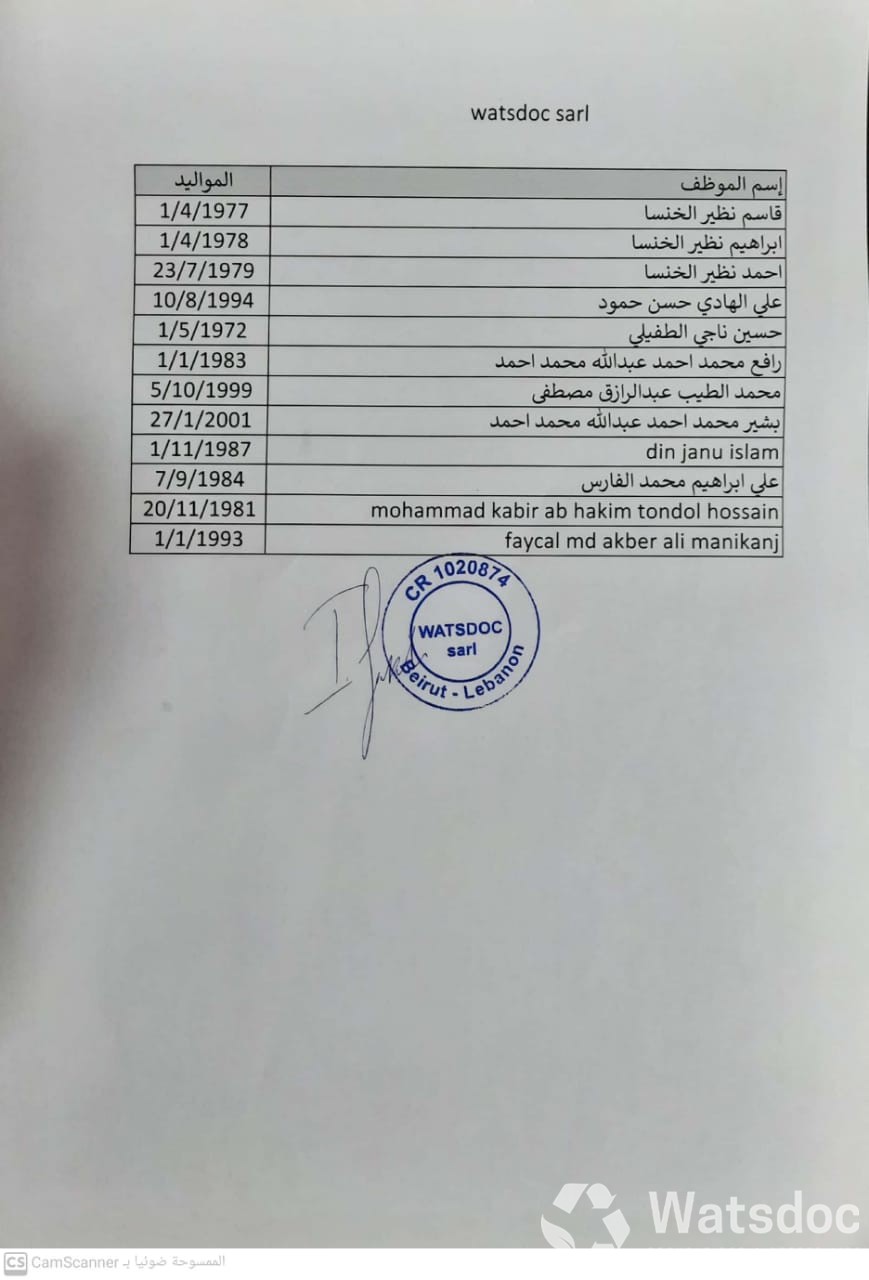 watsdoc sarl
إسم الموظف المواليد
قاسم نظير الخنسا 1/4/1977
ابراهيم نظير الخنسا 1/4/1978
احمد نظير الخنسا 23/7/1979
علي الهادي حسن حمود 10/8/1994
حسين ناجي الطفيلي 1/5/1972
رافع محمد احمد عبدالله محمد احمد 1/1/1983
محمد الطيب عبدالرازق مصطفى 5/10/1999
بشير محمد احمد عبدالله محمد احمد 27/1/2001
din janu islam 1/11/1987
علي ابراهيم محمد الفارس 7/9/1984
mohammad kabir ab hakim tondol hossain 20/11/1981
faycal md akber ali manikanj 1/1/1993
CR 1020874
WATSDOC
sarl
Beirut - Lebanon
Watsdoc
CS CamScanner الممسوحة ضوئيا بـ